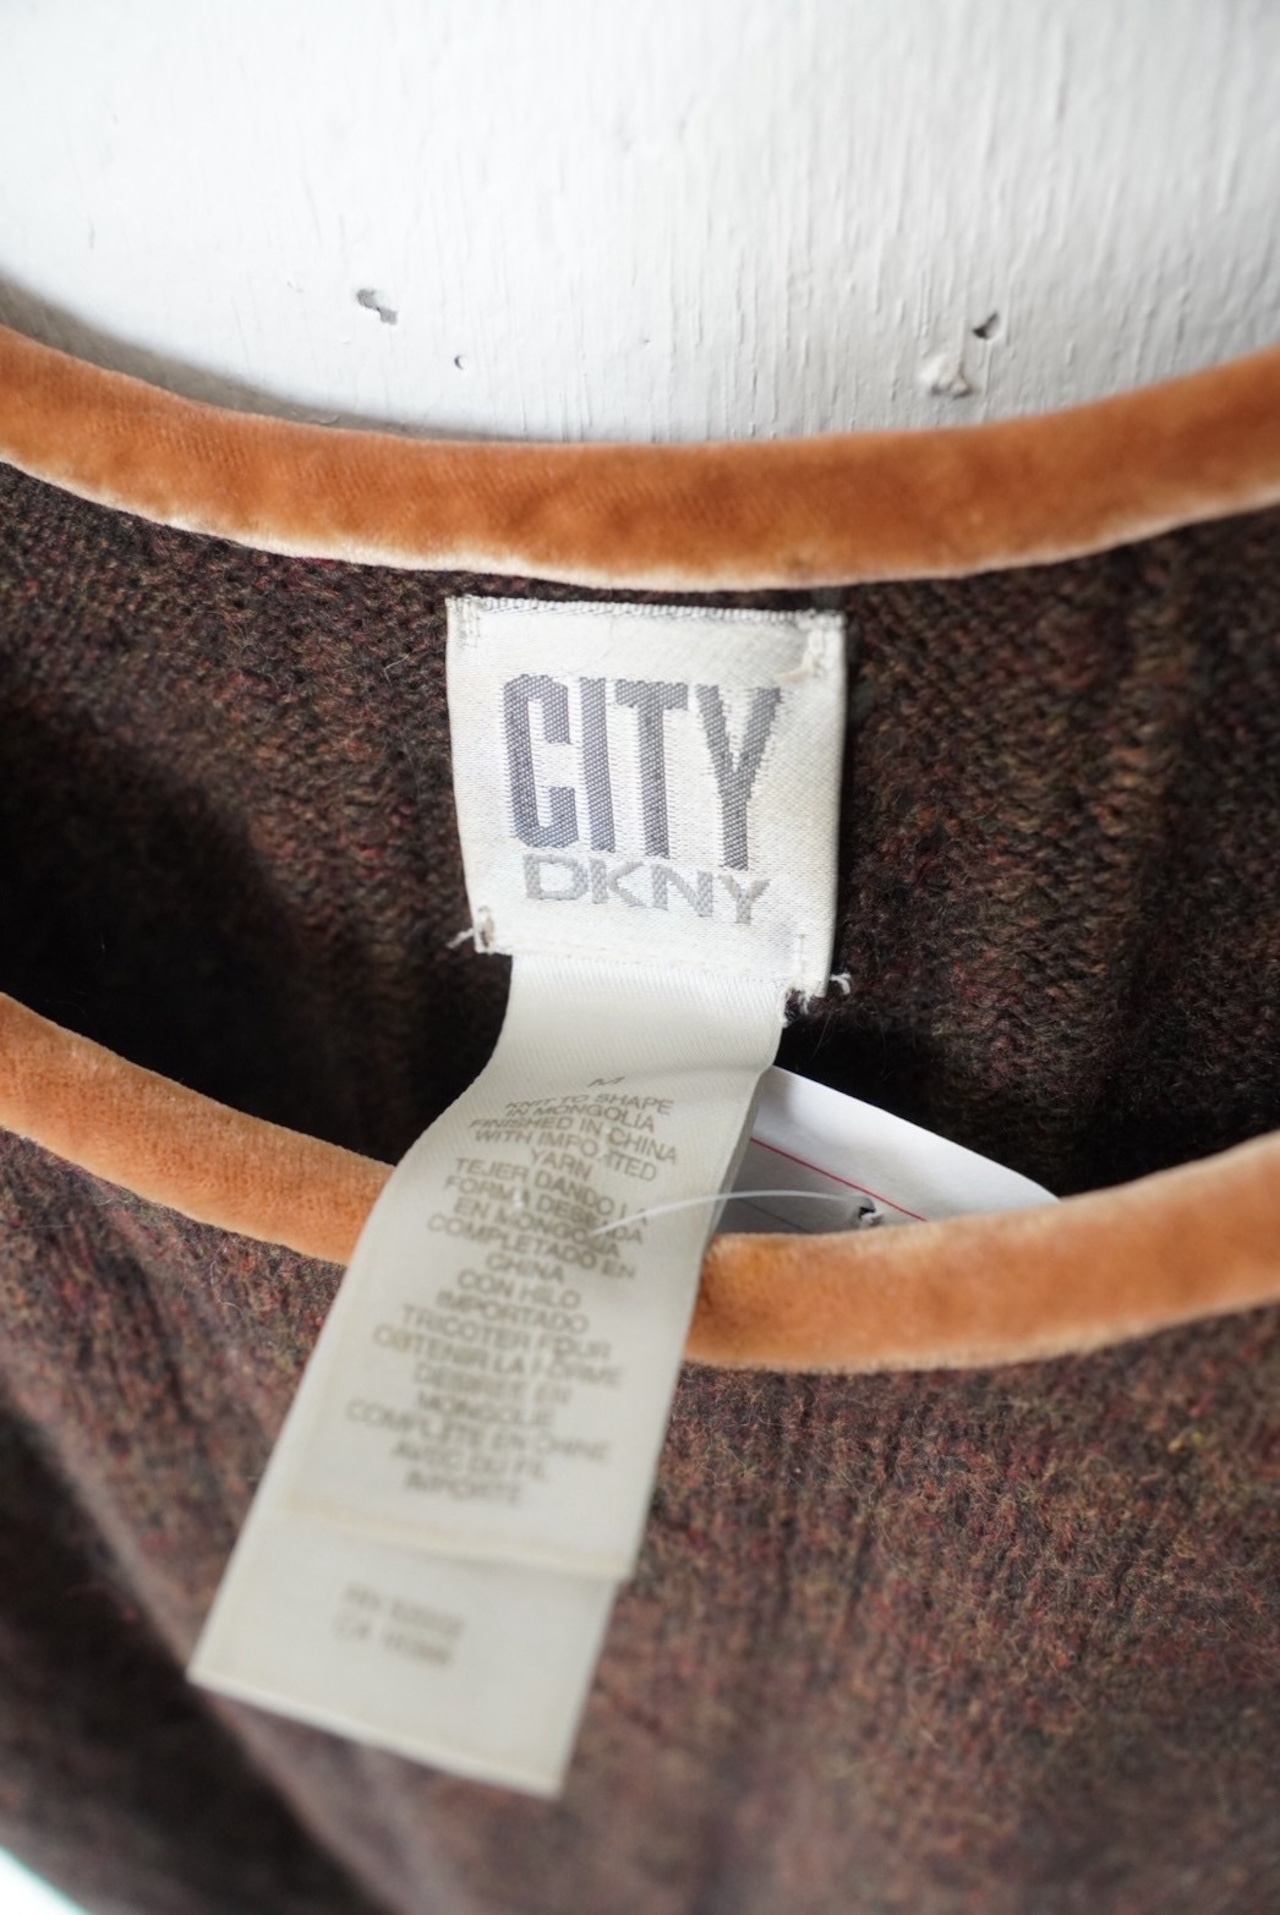 CITY
DKNY
M
KNIT TO SHAPE
IN MONGOLIA
FINISHED IN CHINA
WITH IMPORTED
YARN
TEJER DANDO LA
FORMA DESEADA
EN MONGOLIA
COMPLETADO EN
CHINA
CON HILO
IMPORTADO
TRICOTER POUR
OBTENIR LA FORME
DESIREE EN
MONGOLIE
COMPLETE EN CHINE
AVEC DU FIL
IMPORTE